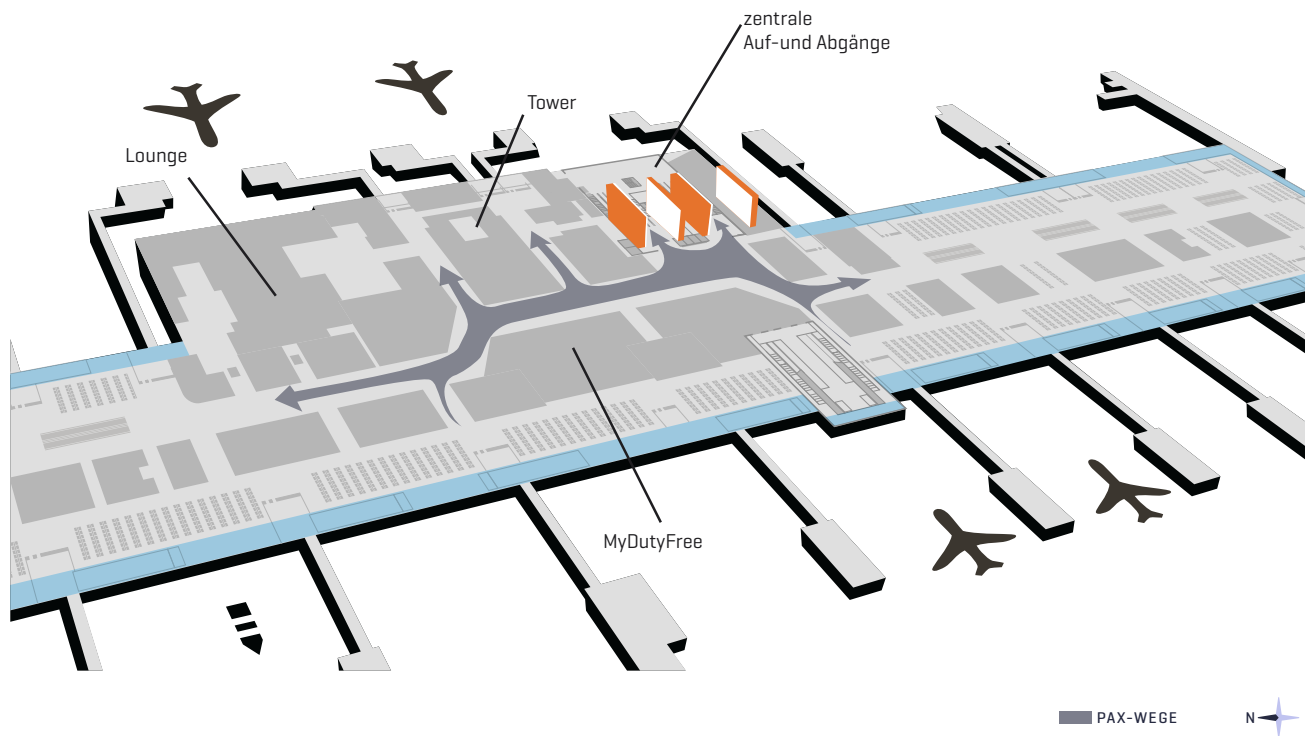 zentrale
Auf-und Abgänge
Tower
Lounge
MyDutyFree
PAX-WEGE
N